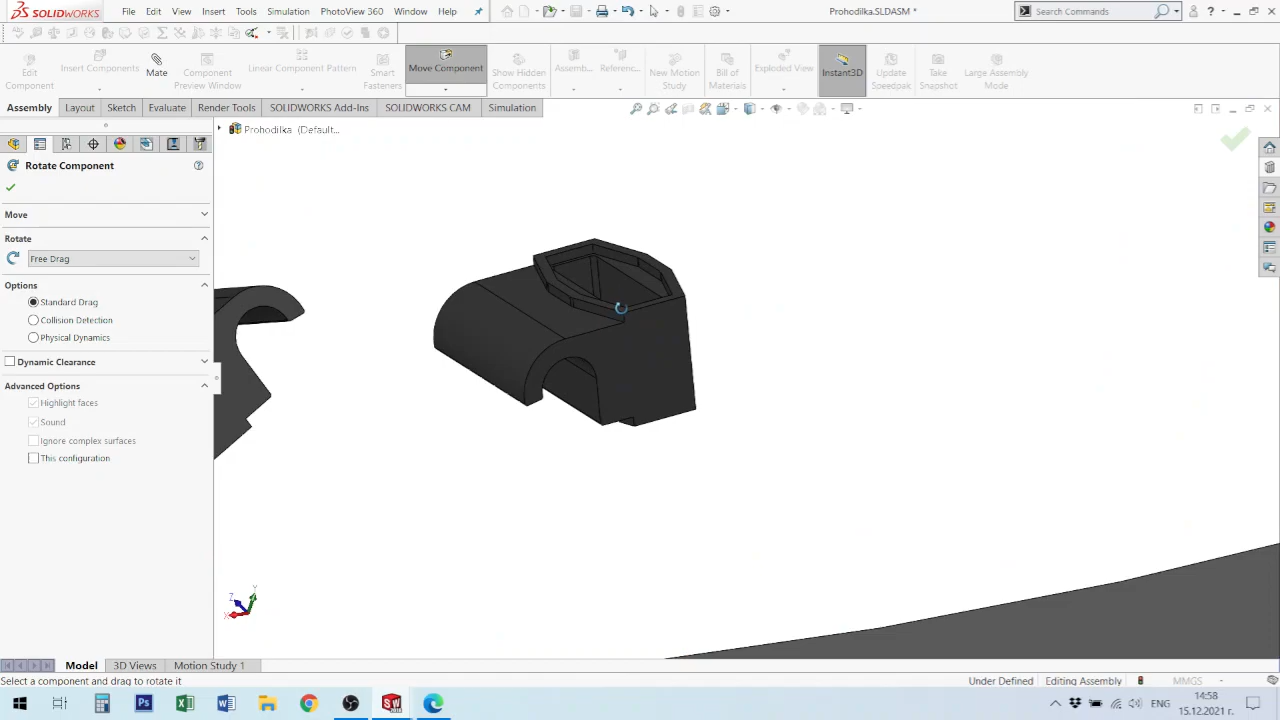 SOLIDWORKS File Edit View Insert Tools Simulation PhotoView 360 Window Help Prohodilka.SLDASM * Search Commands
Edit Component Insert Components Mate Component Preview Window Linear Component Pattern Smart Fasteners Move Component Show Hidden Components Assemb... Referenc... New Motion Study Bill of Materials Exploded View Instant3D Update Speedpak Take Snapshot Large Assembly Mode
Assembly Layout Sketch Evaluate Render Tools SOLIDWORKS Add-Ins SOLIDWORKS CAM Simulation
Prohodilka (Default...
Rotate Component
Move
Rotate
Free Drag
Options
Standard Drag
Collision Detection
Physical Dynamics
Dynamic Clearance
Advanced Options
Highlight faces
Sound
Ignore complex surfaces
This configuration
Y
Z
X
Model 3D Views Motion Study 1
Select a component and drag to rotate it Under Defined Editing Assembly MMGS
14:58
15.12.2021 г.